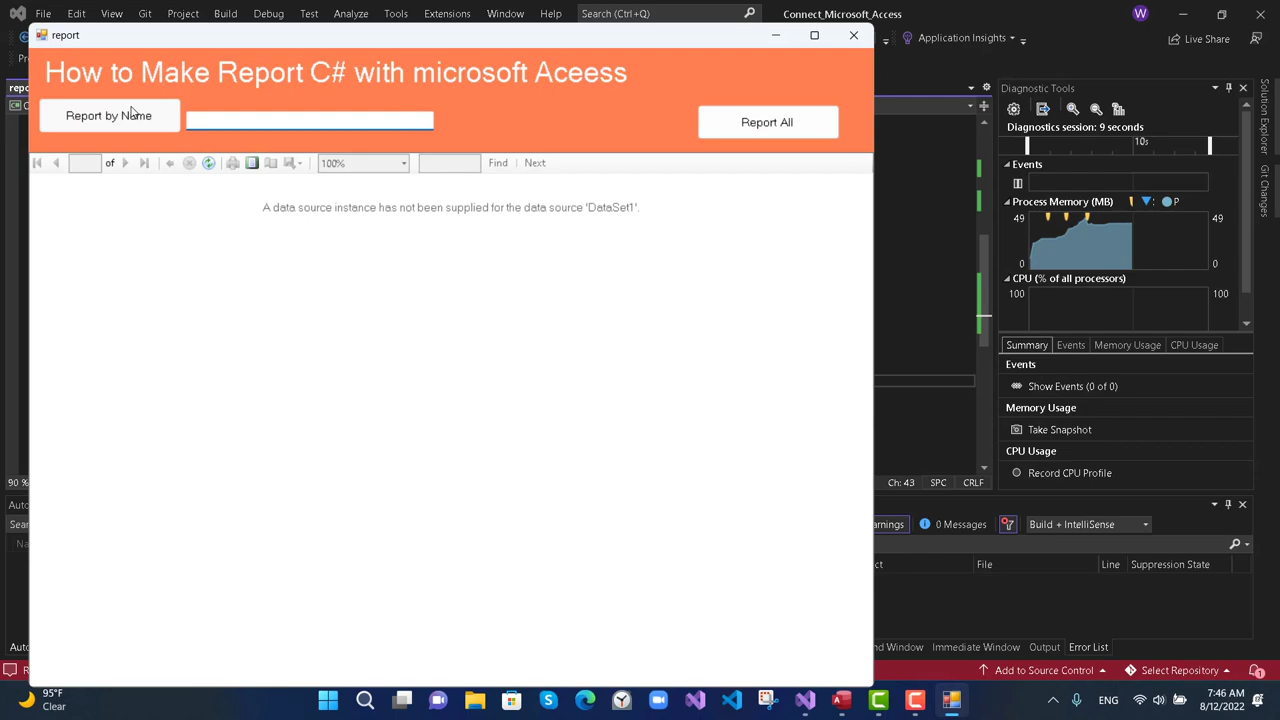 File Edit View Git Project Build Debug Test Analyze Tools Extensions Window Help Search (Ctrl+Q) Connect_Microsoft_Access W
report
Application Insights
Live Share
How to Make Report C# with microsoft Aceess
Report by Name
Report All
of 100% Find | Next
A data source instance has not been supplied for the data source 'DataSet1'.
Diagnostic Tools
Diagnostics session: 9 seconds
10s
Events
Process Memory (MB) P
49 49
0 0
CPU (% of all processors)
100 100
Summary Events Memory Usage CPU Usage
Events
Show Events (0 of 0)
Memory Usage
Take Snapshot
CPU Usage
Record CPU Profile
Solution Explorer
Git Changes
90 % Ch: 43 SPC CRLF
0 Messages Build + IntelliSense
File Line Suppression State
Immediate Window Output Error List
Add to Source Control Select Repository 1
95°F
Clear
ENG
7:46 AM
8/12/2022